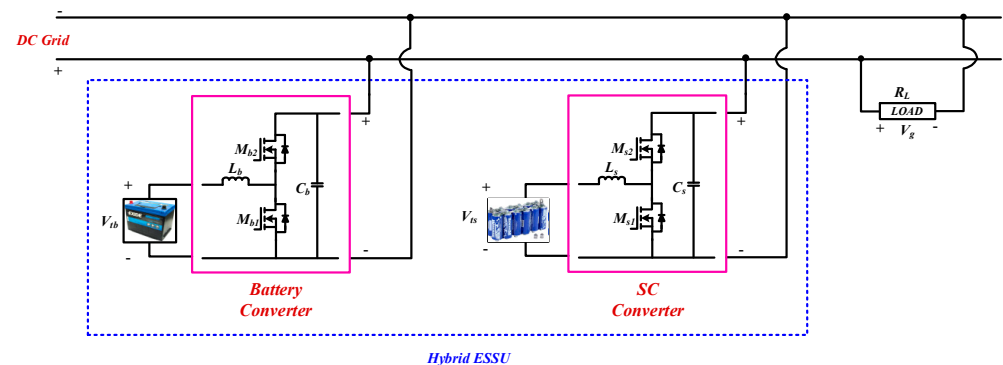 -
DC Grid
+
R_L
LOAD
+ V_g -
+
M_b2
L_b
C_b
M_b1
+
V_tb
-
-
Battery
Converter
+
M_s2
L_s
C_s
M_s1
+
V_ts
-
-
SC
Converter
Hybrid ESSU